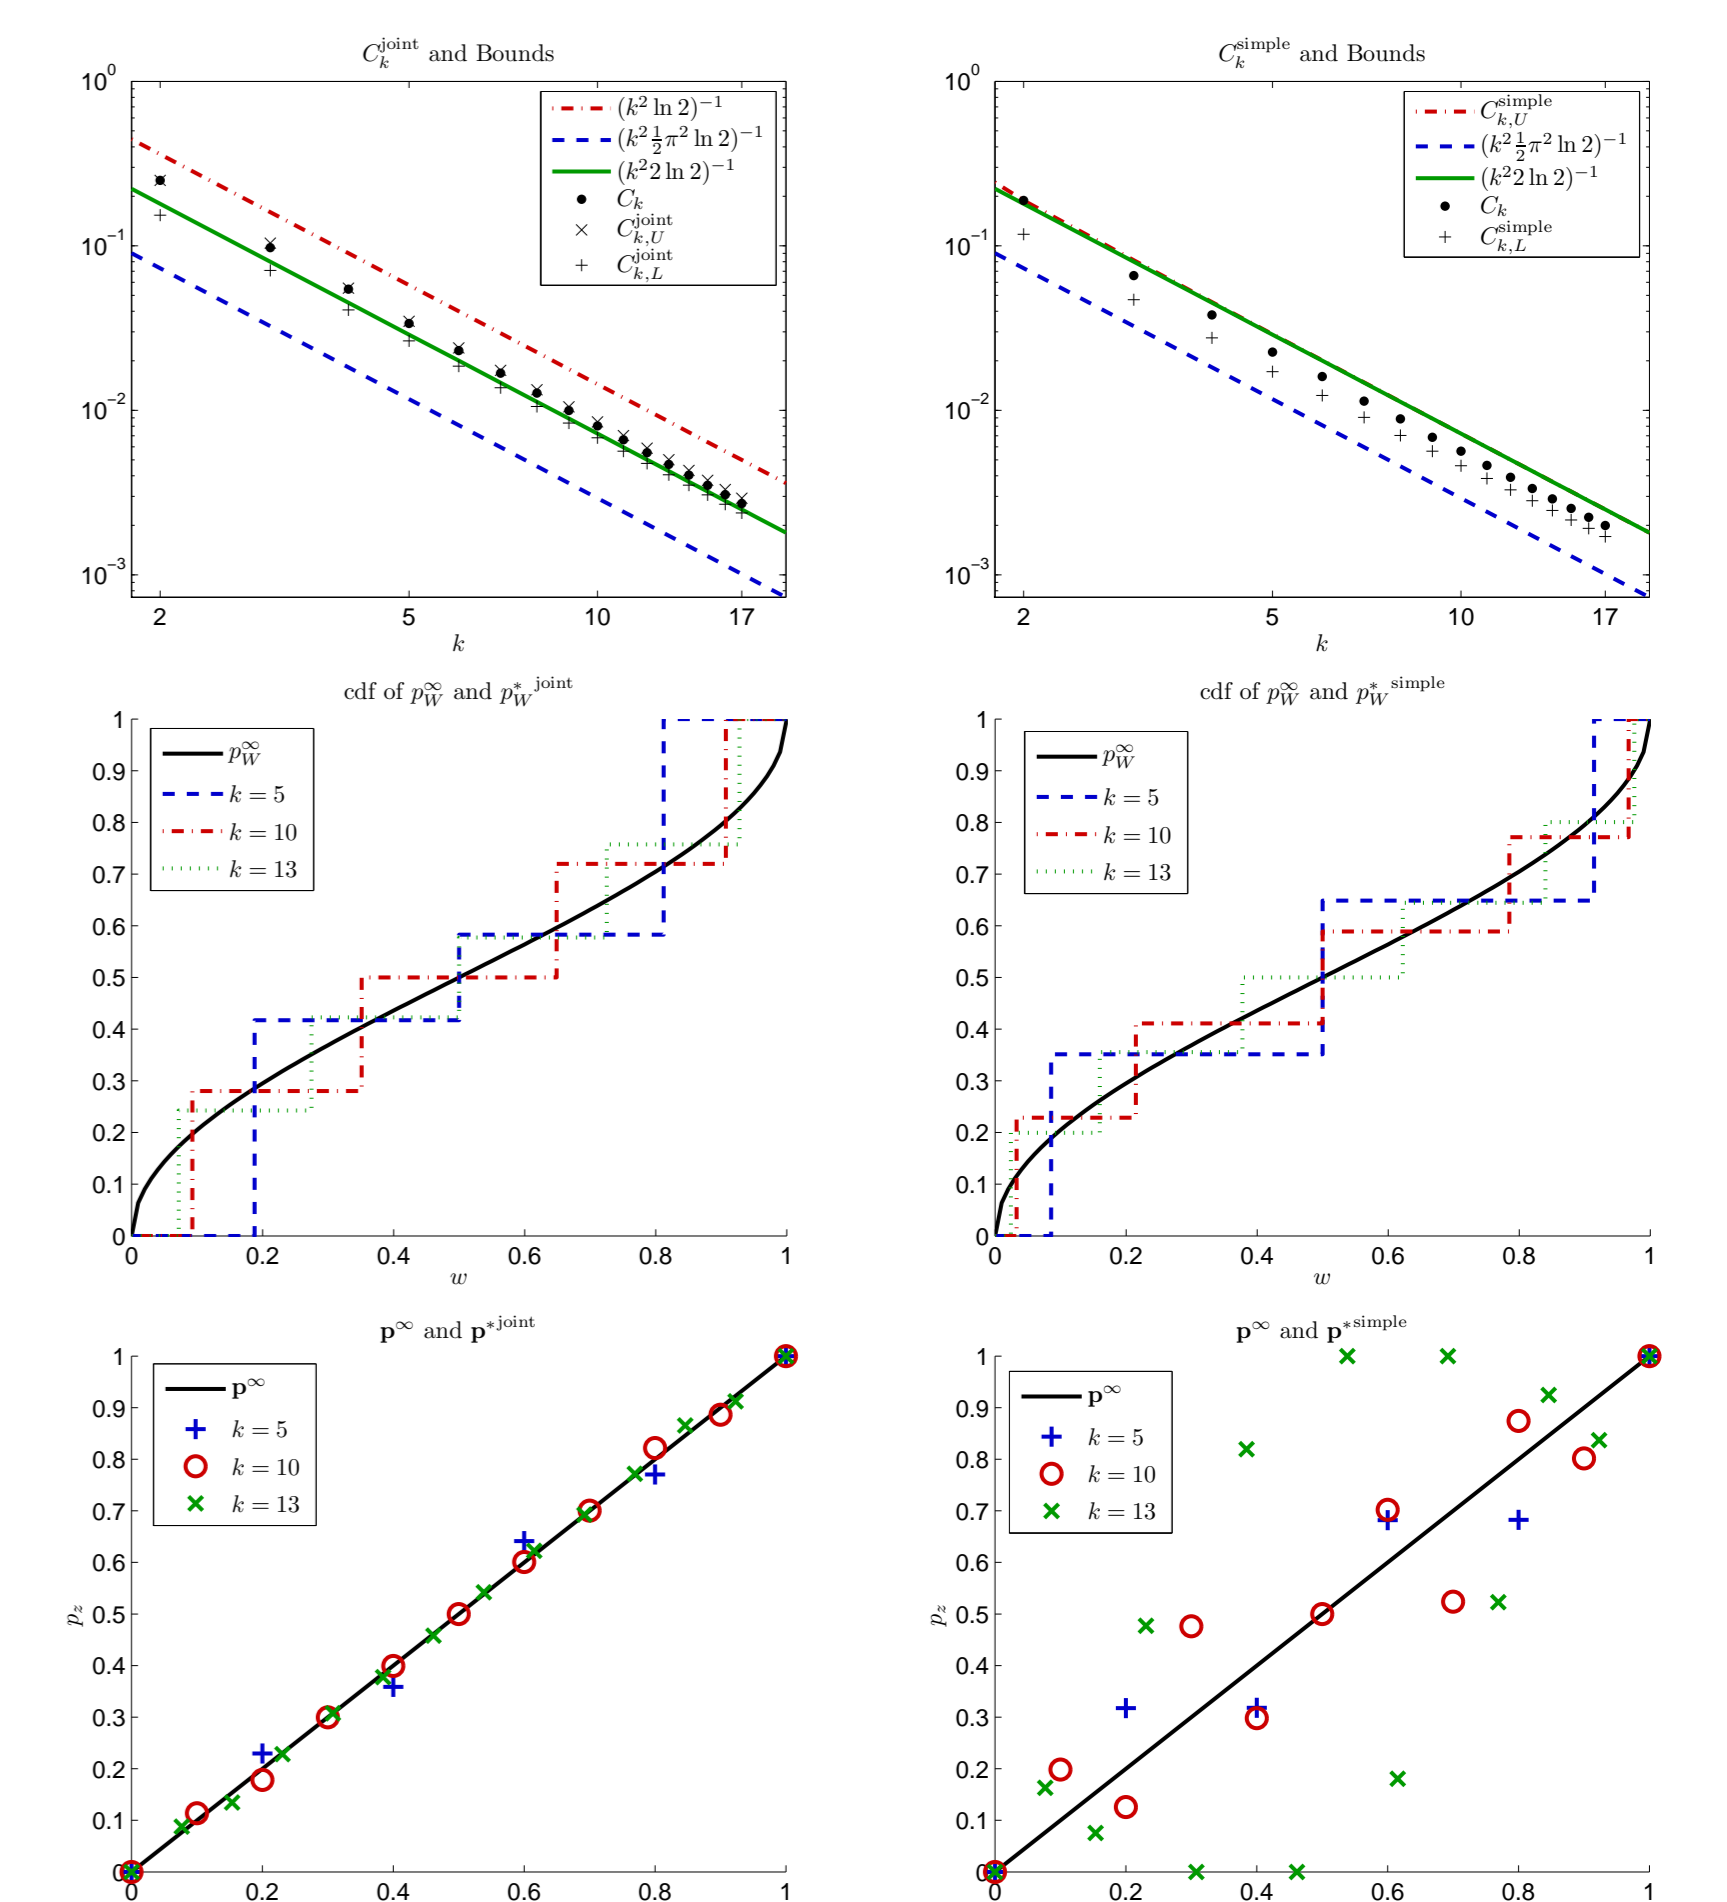 C_k^joint and Bounds
10^0
10^−1
10^−2
10^−3
(k^2 ln 2)^−1
(k^2 1/2 π^2 ln 2)^−1
(k^2 2 ln 2)^−1
C_k
C_{k,U}^joint
C_{k,L}^joint
2 5 10 17
k
C_k^simple and Bounds
10^0
10^−1
10^−2
10^−3
C_{k,U}^simple
(k^2 1/2 π^2 ln 2)^−1
(k^2 2 ln 2)^−1
C_k
C_{k,L}^simple
2 5 10 17
k
cdf of p_W^∞ and p_W^* joint
1
0.9
0.8
0.7
0.6
0.5
0.4
0.3
0.2
0.1
0
p_W^∞
k = 5
k = 10
k = 13
0 0.2 0.4 0.6 0.8 1
w
cdf of p_W^∞ and p_W^* simple
1
0.9
0.8
0.7
0.6
0.5
0.4
0.3
0.2
0.1
0
p_W^∞
k = 5
k = 10
k = 13
0 0.2 0.4 0.6 0.8 1
w
p^∞ and p^*joint
1
0.9
0.8
0.7
0.6
0.5
0.4
0.3
0.2
0.1
0
p_z
p^∞
k = 5
k = 10
k = 13
0 0.2 0.4 0.6 0.8 1
p^∞ and p^*simple
1
0.9
0.8
0.7
0.6
0.5
0.4
0.3
0.2
0.1
0
p_z
p^∞
k = 5
k = 10
k = 13
0 0.2 0.4 0.6 0.8 1